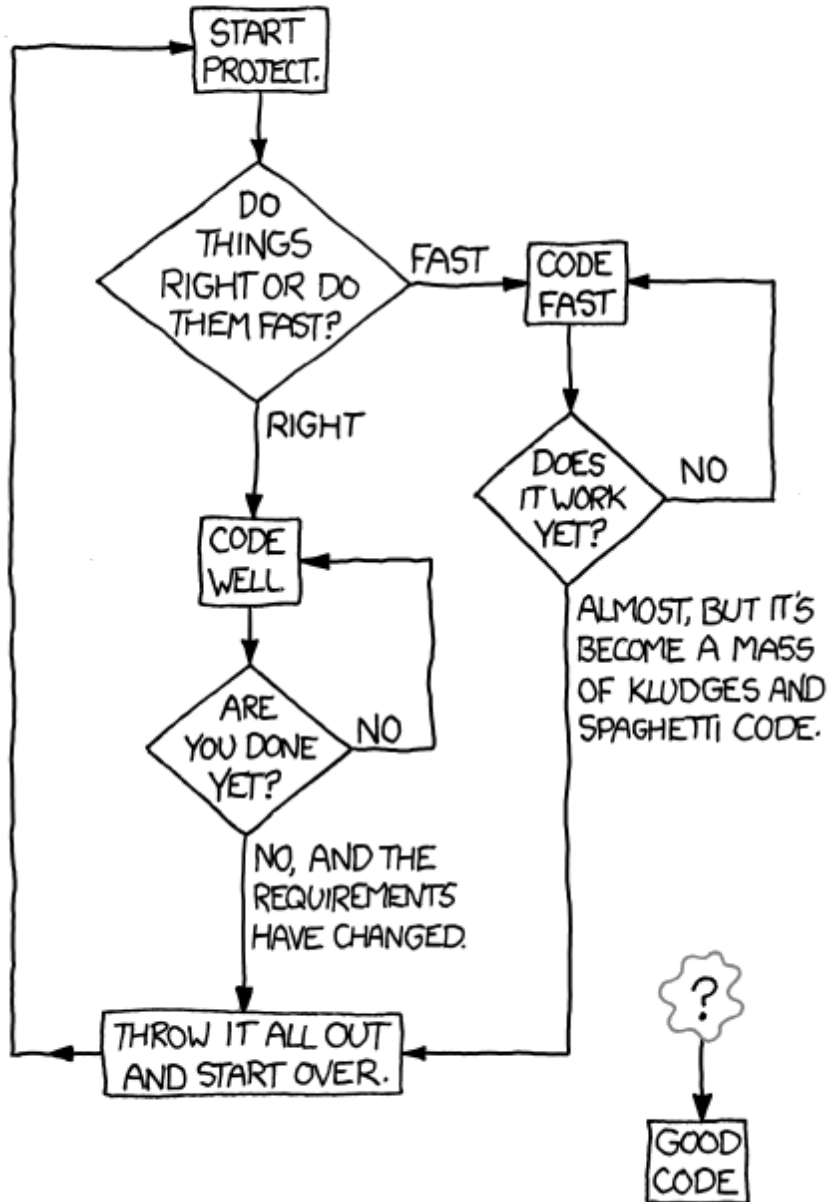 START
PROJECT.
DO
THINGS
RIGHT OR DO
THEM FAST?
FAST
CODE
FAST
RIGHT
DOES
IT WORK
YET?
NO
CODE
WELL.
ALMOST, BUT IT'S
BECOME A MASS
OF KLUDGES AND
SPAGHETTI CODE.
ARE
YOU DONE
YET?
NO
NO, AND THE
REQUIREMENTS
HAVE CHANGED.
THROW IT ALL OUT
AND START OVER.
?
GOOD
CODE